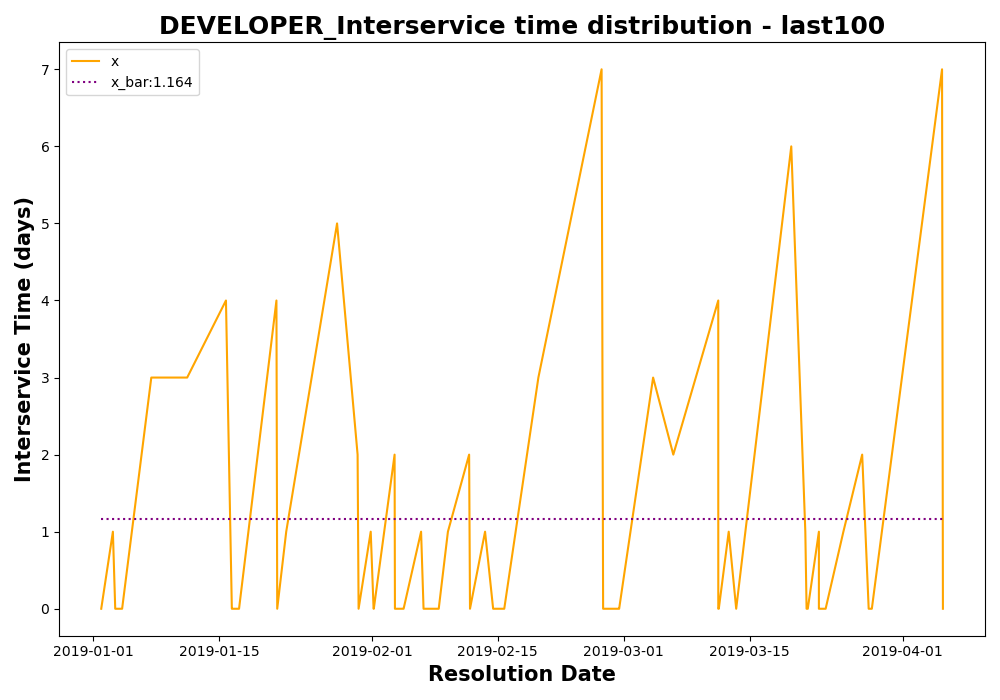 DEVELOPER_Interservice time distribution - last100
x
x_bar:1.164
7
6
5
4
3
2
1
0
Interservice Time (days)
2019-01-01 2019-01-15 2019-02-01 2019-02-15 2019-03-01 2019-03-15 2019-04-01
Resolution Date